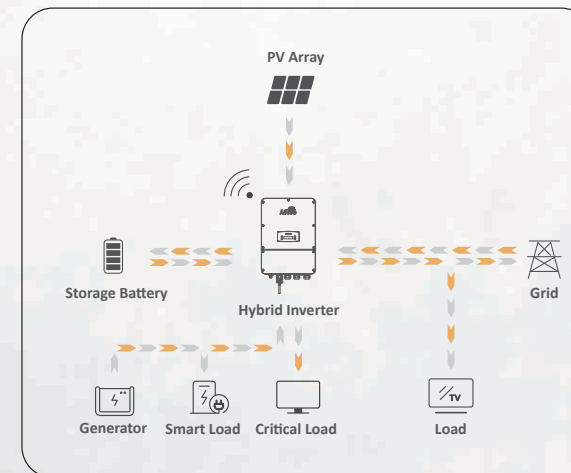 PV Array
Storage Battery
Hybrid Inverter
Grid
TV
Generator
Smart Load
Critical Load
Load